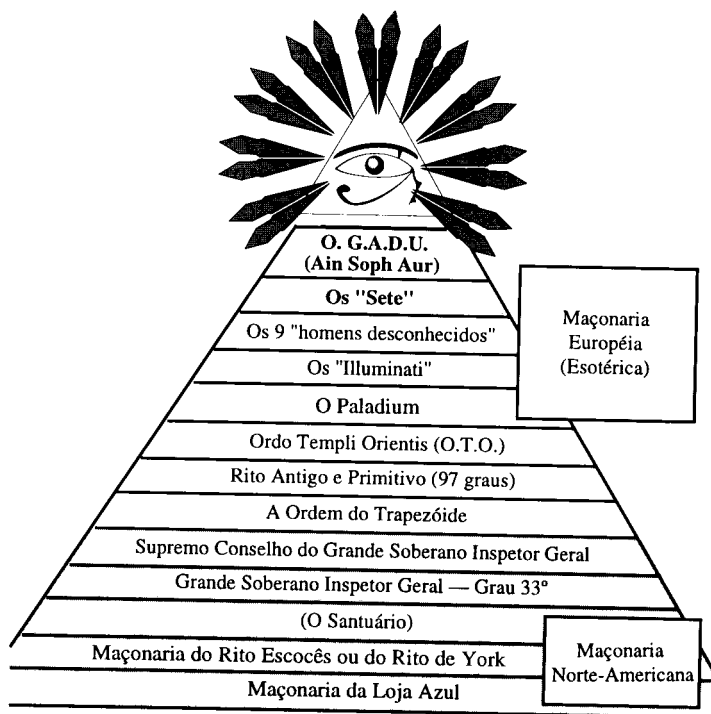 O. G.A.D.U.
(Ain Soph Aur)
Os "Sete"
Os 9 "homens desconhecidos"
Os "Illuminati"
O Paladium
Ordo Templi Orientis (O.T.O.)
Rito Antigo e Primitivo (97 graus)
A Ordem do Trapezóide
Supremo Conselho do Grande Soberano Inspetor Geral
Grande Soberano Inspetor Geral — Grau 33º
(O Santuário)
Maçonaria do Rito Escocês ou do Rito de York
Maçonaria da Loja Azul
Maçonaria
Européia
(Esotérica)
Maçonaria
Norte-Americana